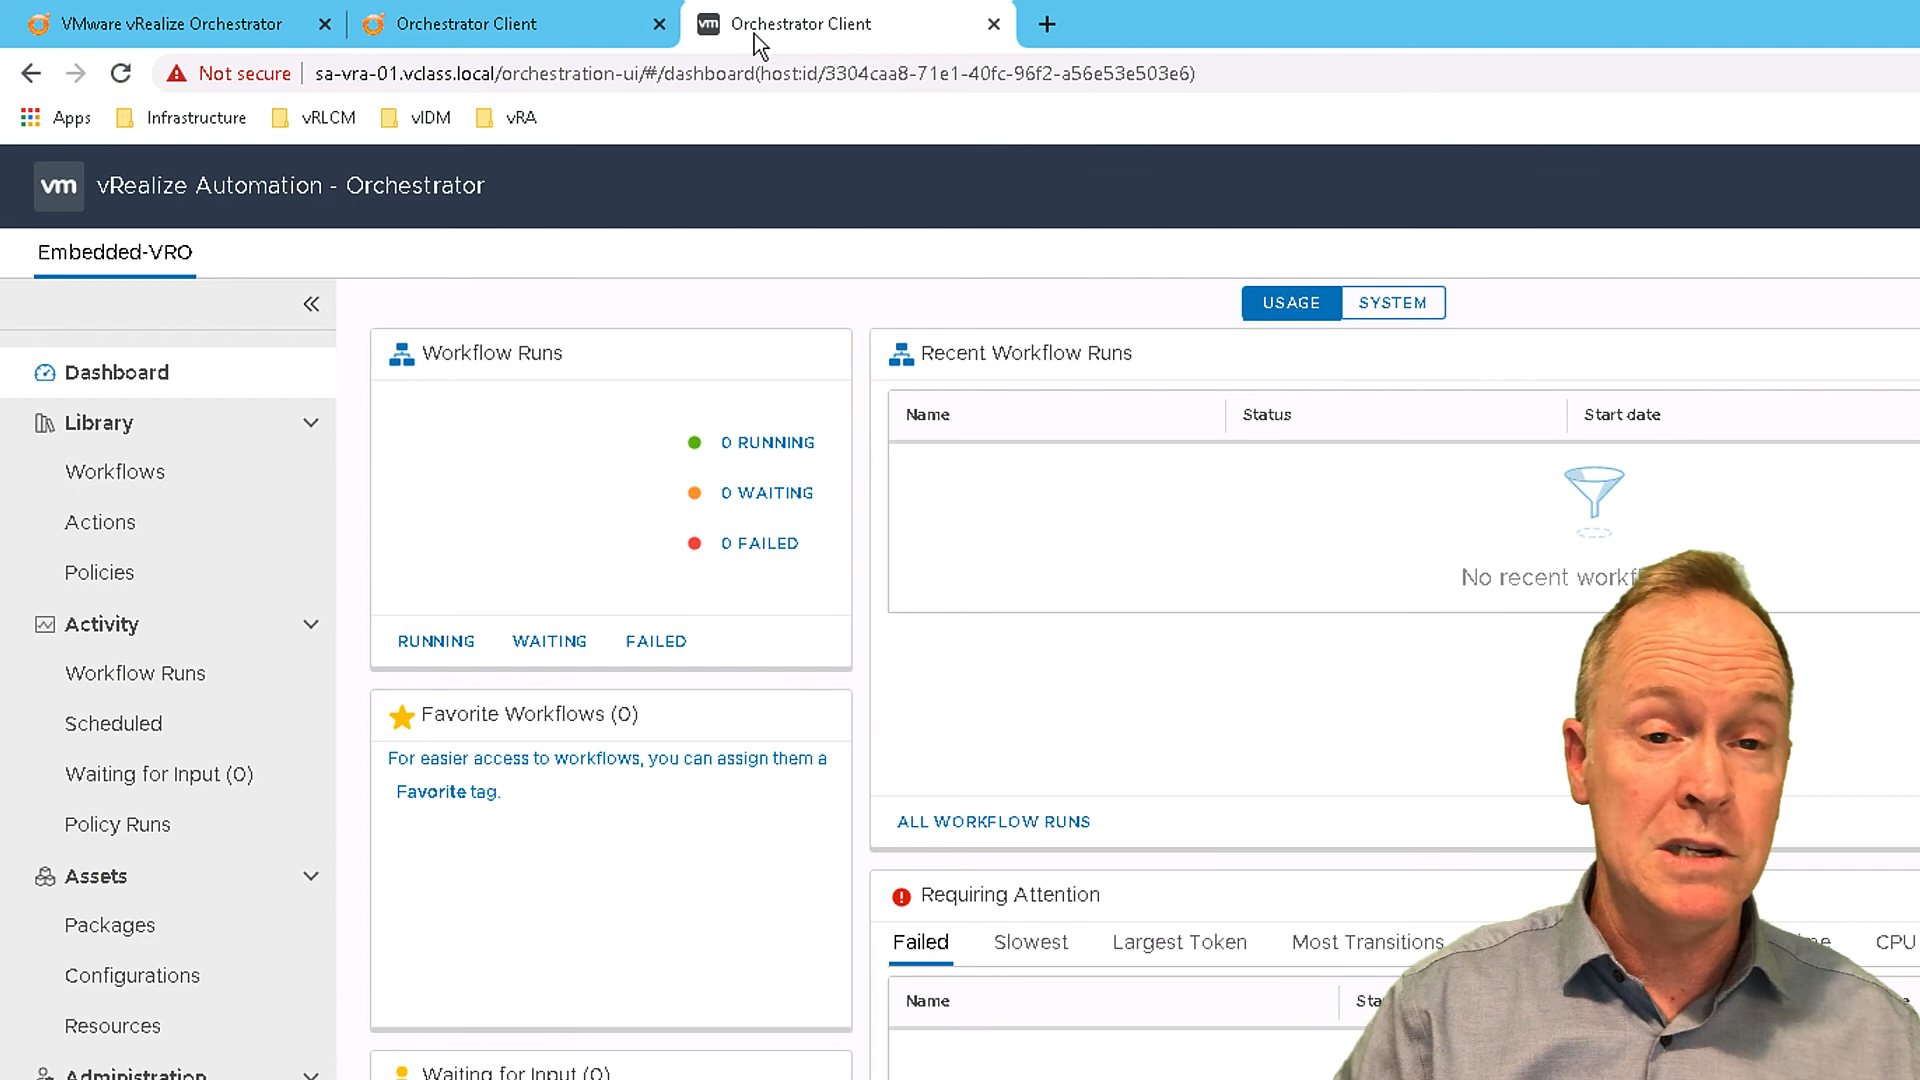 VMware vRealize Orchestrator
Orchestrator Client
vm Orchestrator Client
Not secure sa-vra-01.vclass.local/orchestration-ui/#/dashboard(host:id/3304caa8-71e1-40fc-96f2-a56e53e503e6)
Apps Infrastructure vRLCM vIDM vRA
vm vRealize Automation - Orchestrator
Embedded-VRO
USAGE SYSTEM
Dashboard
Library
Workflows
Actions
Policies
Activity
Workflow Runs
Scheduled
Waiting for Input (0)
Policy Runs
Assets
Packages
Configurations
Resources
Administration
Workflow Runs
0 RUNNING
0 WAITING
0 FAILED
RUNNING WAITING FAILED
Favorite Workflows (0)
For easier access to workflows, you can assign them a
Favorite tag.
Waiting for Input (0)
Recent Workflow Runs
Name Status Start date
No recent
ALL WORKFLOW RUNS
Requiring Attention
Failed Slowest Largest Token Most Transitions CPU
Name